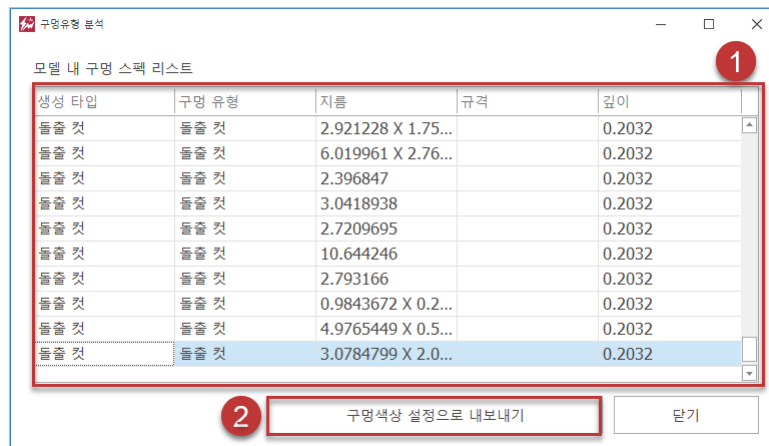 구멍유형 분석
모델 내 구멍 스펙 리스트
1
생성 타입 구멍 유형 지름 규격 깊이
돌출 컷 돌출 컷 2.921228 X 1.75... 0.2032
돌출 컷 돌출 컷 6.019961 X 2.76... 0.2032
돌출 컷 돌출 컷 2.396847 0.2032
돌출 컷 돌출 컷 3.0418938 0.2032
돌출 컷 돌출 컷 2.7209695 0.2032
돌출 컷 돌출 컷 10.644246 0.2032
돌출 컷 돌출 컷 2.793166 0.2032
돌출 컷 돌출 컷 0.9843672 X 0.2... 0.2032
돌출 컷 돌출 컷 4.9765449 X 0.5... 0.2032
돌출 컷 돌출 컷 3.0784799 X 2.0... 0.2032
2 구멍색상 설정으로 내보내기 닫기